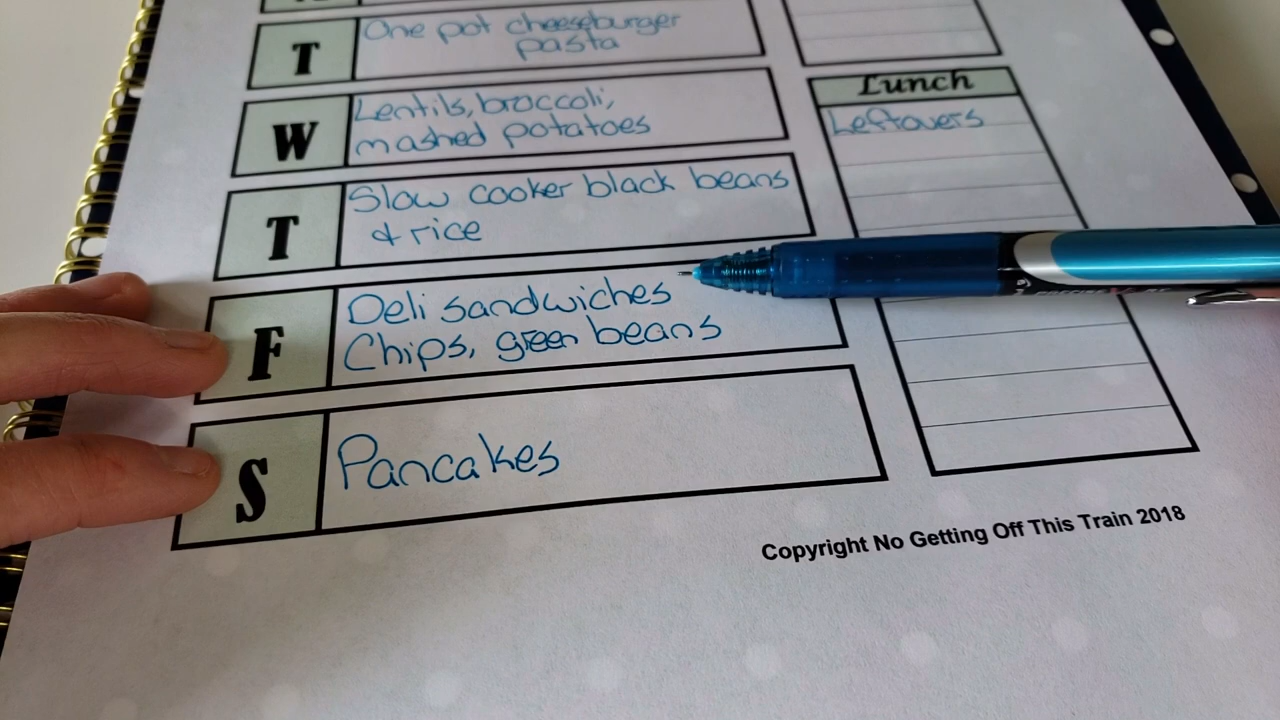 T
One pot cheeseburger
pasta
W
Lentils, broccoli,
mashed potatoes
T
Slow cooker black beans
& rice
F
Deli sandwiches
Chips, green beans
S
Pancakes
Lunch
Leftovers
Copyright No Getting Off This Train 2018